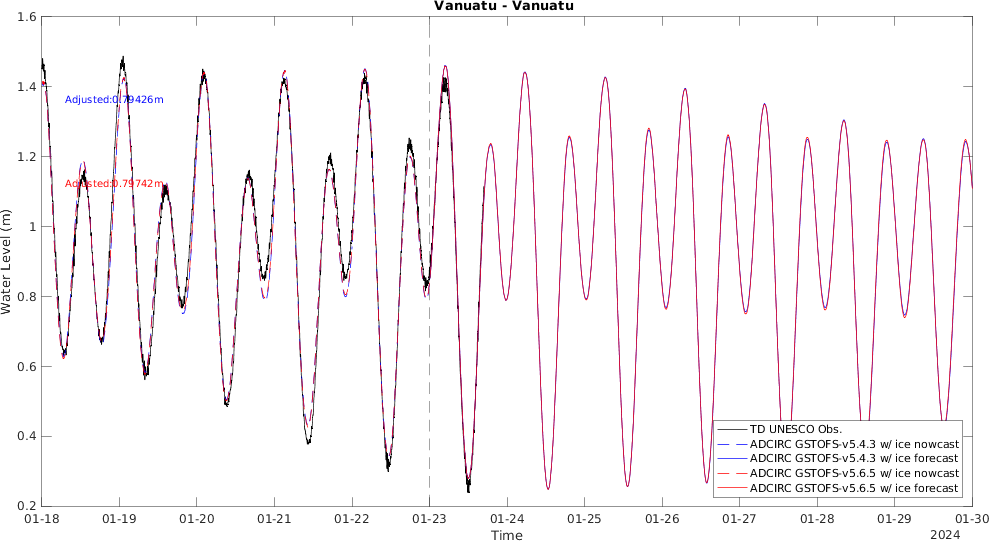 Vanuatu - Vanuatu
1.6
1.4
1.2
1
0.8
0.6
0.4
0.2
Water Level (m)
Adjusted:0.79426m
Adjusted:0.79742m
TD UNESCO Obs.
ADCIRC GSTOFS-v5.4.3 w/ ice nowcast
ADCIRC GSTOFS-v5.4.3 w/ ice forecast
ADCIRC GSTOFS-v5.6.5 w/ ice nowcast
ADCIRC GSTOFS-v5.6.5 w/ ice forecast
01-18 01-19 01-20 01-21 01-22 01-23 01-24 01-25 01-26 01-27 01-28 01-29 01-30
Time
2024